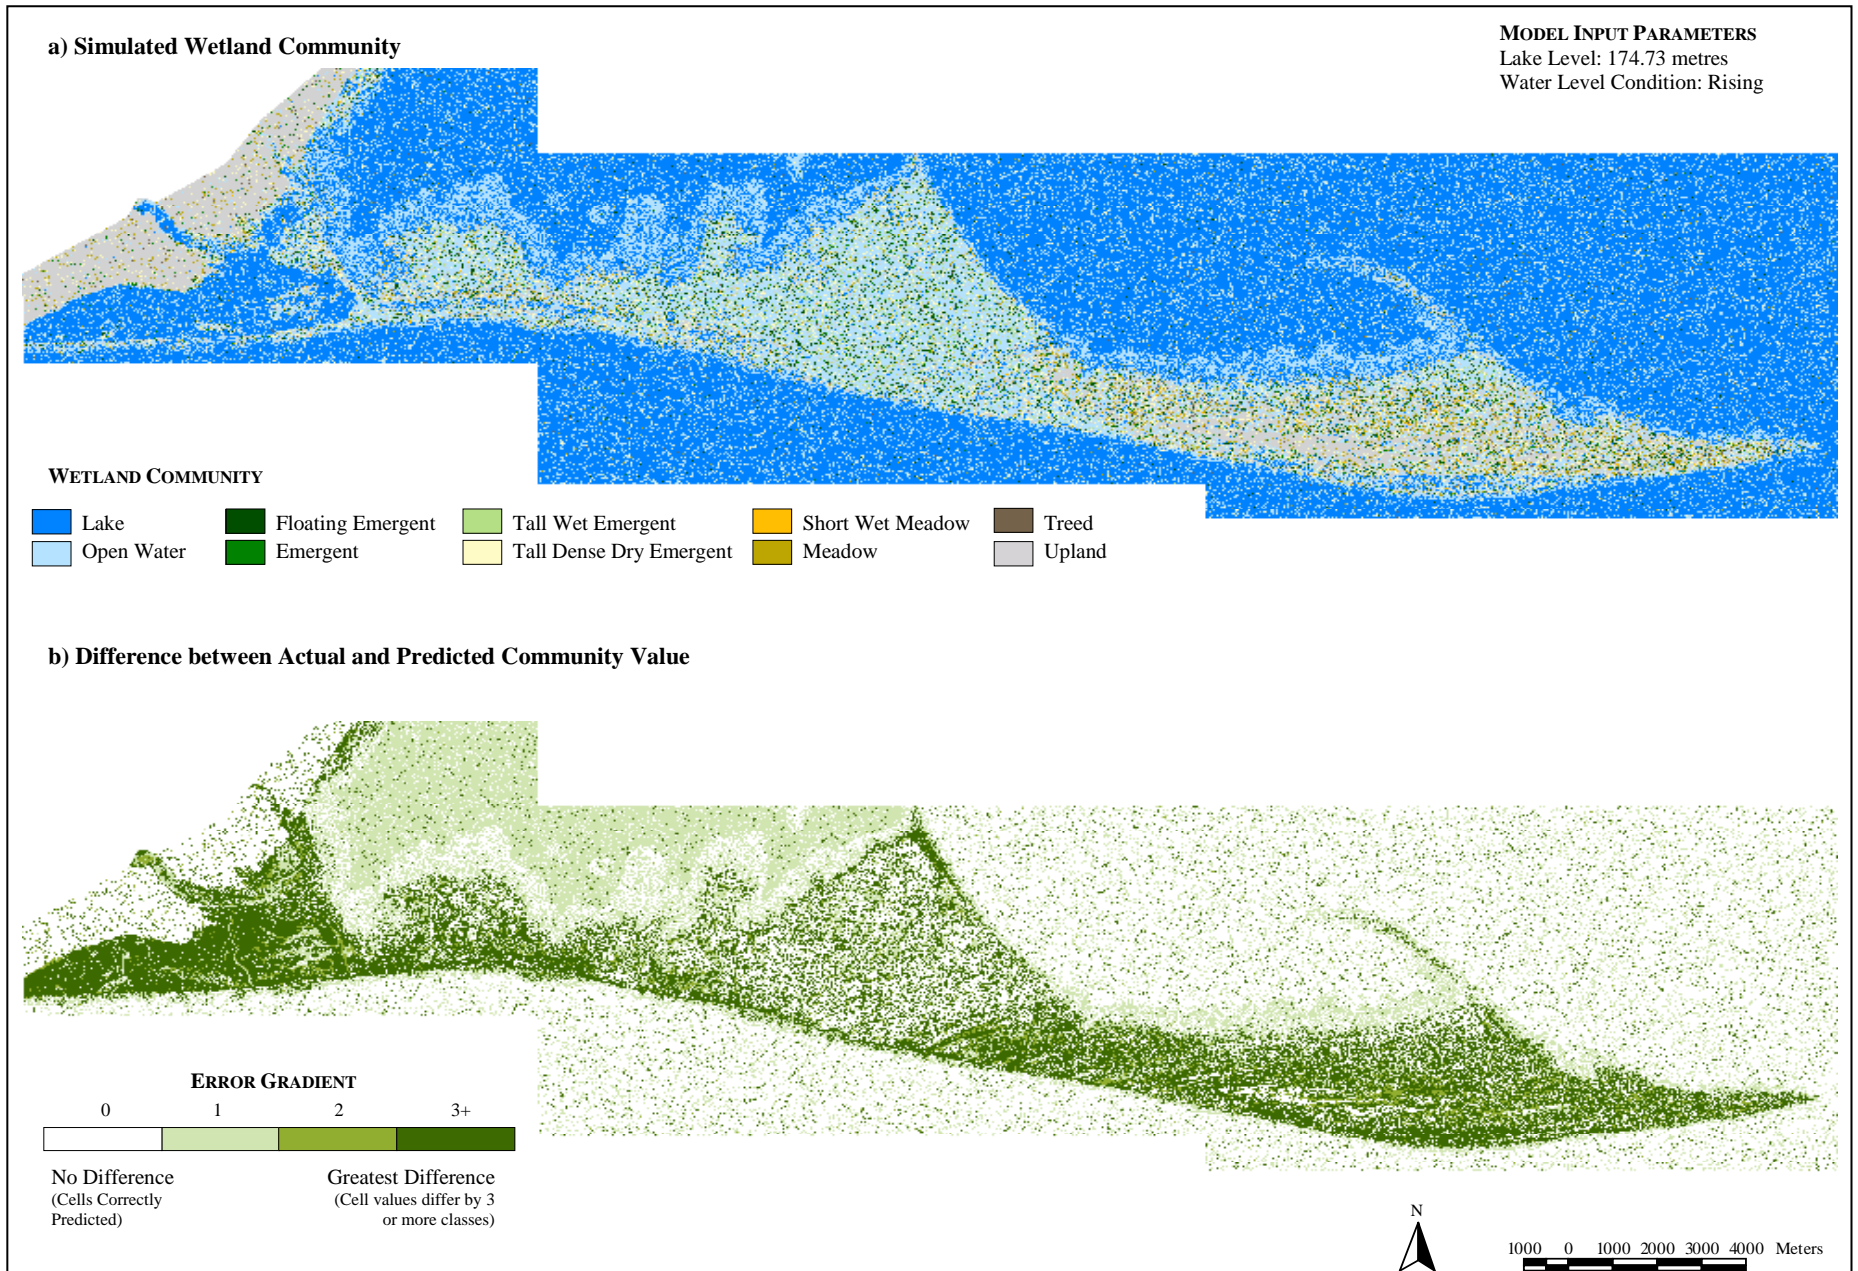 a) Simulated Wetland Community
MODEL INPUT PARAMETERS
Lake Level: 174.73 metres
Water Level Condition: Rising
WETLAND COMMUNITY
Lake
Open Water
Floating Emergent
Emergent
Tall Wet Emergent
Tall Dense Dry Emergent
Short Wet Meadow
Meadow
Treed
Upland
b) Difference between Actual and Predicted Community Value
ERROR GRADIENT
0 1 2 3+
No Difference
(Cells Correctly
Predicted)
Greatest Difference
(Cell values differ by 3
or more classes)
N
1000 0 1000 2000 3000 4000 Meters